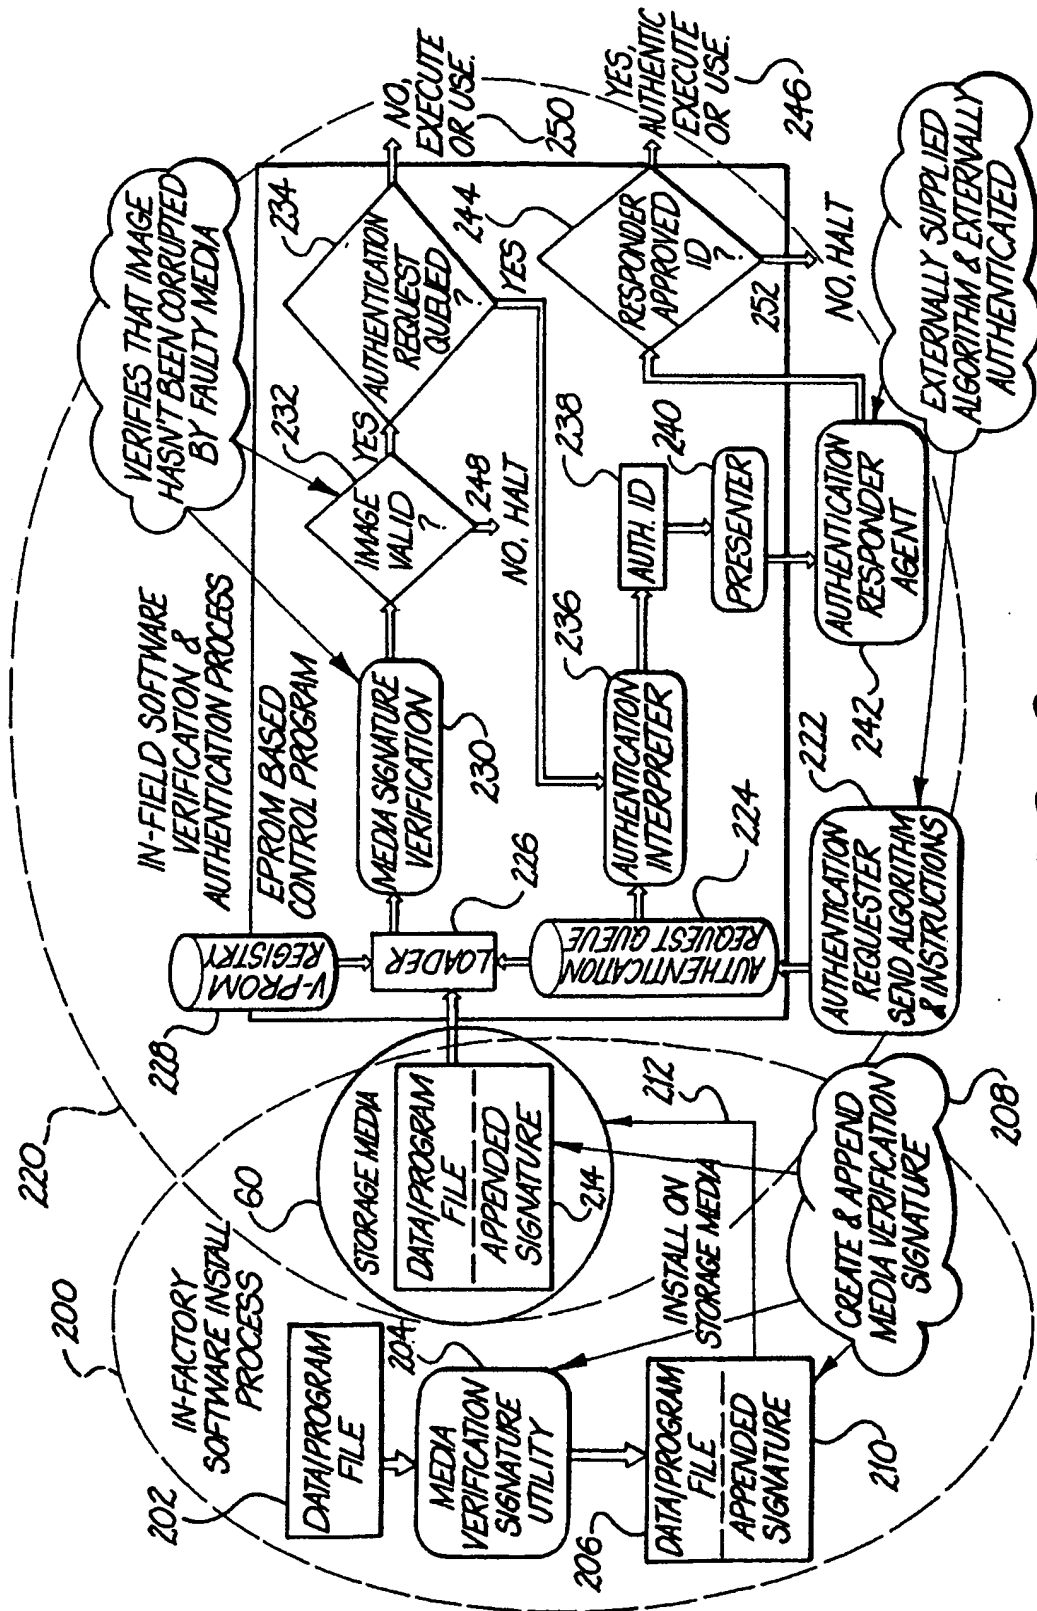 200
IN-FACTORY
SOFTWARE INSTALL
PROCESS
202
DATA/PROGRAM
FILE
204
MEDIA
VERIFICATION
SIGNATURE
UTILITY
206
DATA/PROGRAM
FILE
APPENDED
SIGNATURE
210
INSTALL ON
STORAGE MEDIA
212
CREATE & APPEND
MEDIA VERIFICATION
SIGNATURE
208
60
STORAGE MEDIA
DATA/PROGRAM
FILE
APPENDED
SIGNATURE
214
220
IN-FIELD SOFTWARE
VERIFICATION &
AUTHENTICATION PROCESS
EPROM BASED
CONTROL PROGRAM
228
V-PROM
REGISTRY
LOADER
226
AUTHENTICATION
REQUEST QUEUE
224
AUTHENTICATION
REQUESTER
SEND ALGORITHM
& INSTRUCTIONS
222
MEDIA SIGNATURE
VERIFICATION
230
VERIFIES THAT IMAGE
HASN'T BEEN CORRUPTED
BY FAULTY MEDIA
232
IMAGE
VALID
?
YES
248
NO, HALT
234
AUTHENTICATION
REQUEST
QUEUED
?
YES
NO,
EXECUTE
OR USE.
250
236
AUTHENTICATION
INTERPRETER
238
AUTH. ID
240
PRESENTER
AUTHENTICATION
RESPONDER
AGENT
242
244
RESPONDER
APPROVED
ID
?
YES,
AUTHENTIC
(EXECUTE
OR USE.
246
252
NO, HALT
EXTERNALLY SUPPLIED
ALGORITHM & EXTERNALLY
AUTHENTICATED